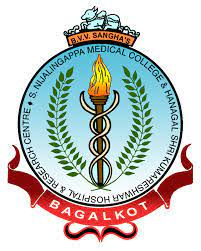 B.V.V. SANGHA'S
S. NIJALINGAPPA MEDICAL COLLEGE & HANAGAL SHRI KUMARESHWAR HOSPITAL & RESEARCH CENTRE
BAGALKOT